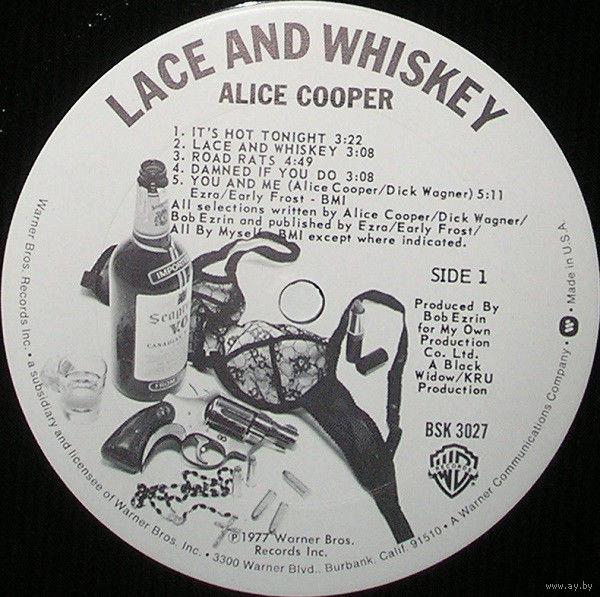 LACE AND WHISKEY
ALICE COOPER
1. IT'S HOT TONIGHT 3:22
2. LACE AND WHISKEY 3:08
3. ROAD RATS 4:49
4. DAMNED IF YOU DO 3:08
5. YOU AND ME (Alice Cooper/Dick Wagner) 5:11
Ezra/Early Frost - BMI
All selections written by Alice Cooper/Dick Wagner/
Bob Ezrin and published by Ezra/Early Frost/
All By Myself - BMI except where indicated.
SIDE 1
Produced By
Bob Ezrin
for My Own
Production
Co. Ltd.
A Black
Widow/KRU
Production
BSK 3027
RECORDS
IMPORTED
Seagram's
V.O.
CANADIAN
FROM
℗1977 Warner Bros.
Records Inc.
Warner Bros. Records Inc. • a subsidiary and licensee of Warner Bros. Inc. • 3300 Warner Blvd., Burbank, Calif. 91510 • A Warner Communications Company • Made in U.S.A.
www.ay.by